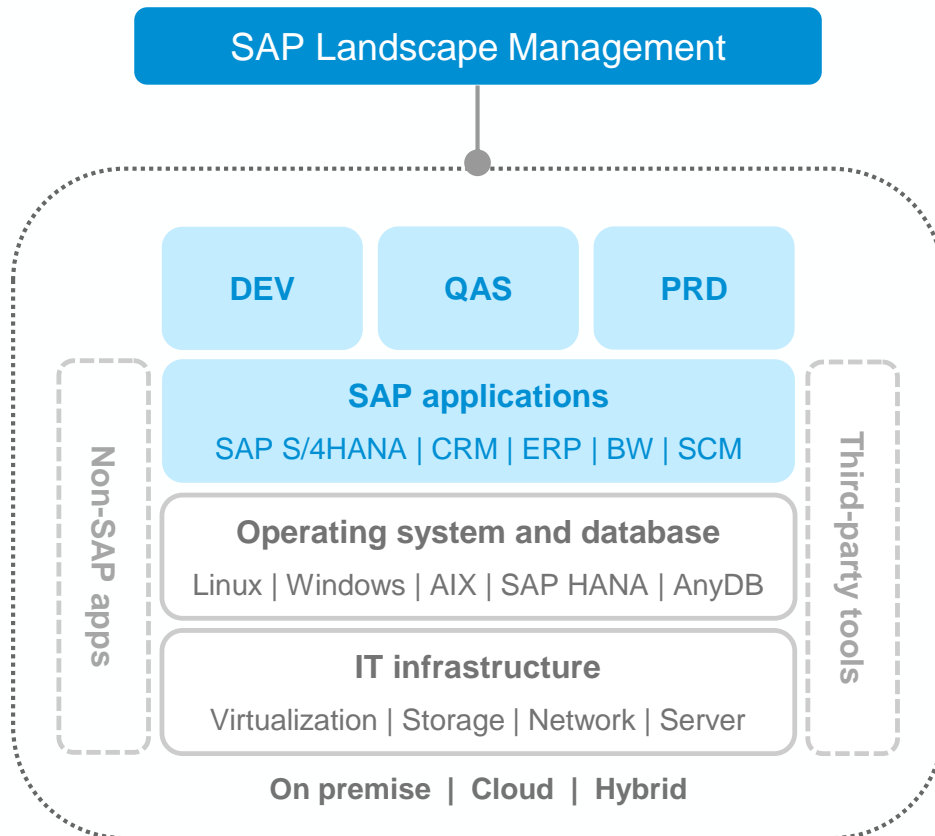 SAP Landscape Management
DEV
QAS
PRD
Non-SAP apps
SAP applications
SAP S/4HANA | CRM | ERP | BW | SCM
Operating system and database
Linux | Windows | AIX | SAP HANA | AnyDB
IT infrastructure
Virtualization | Storage | Network | Server
Third-party tools
On premise | Cloud | Hybrid